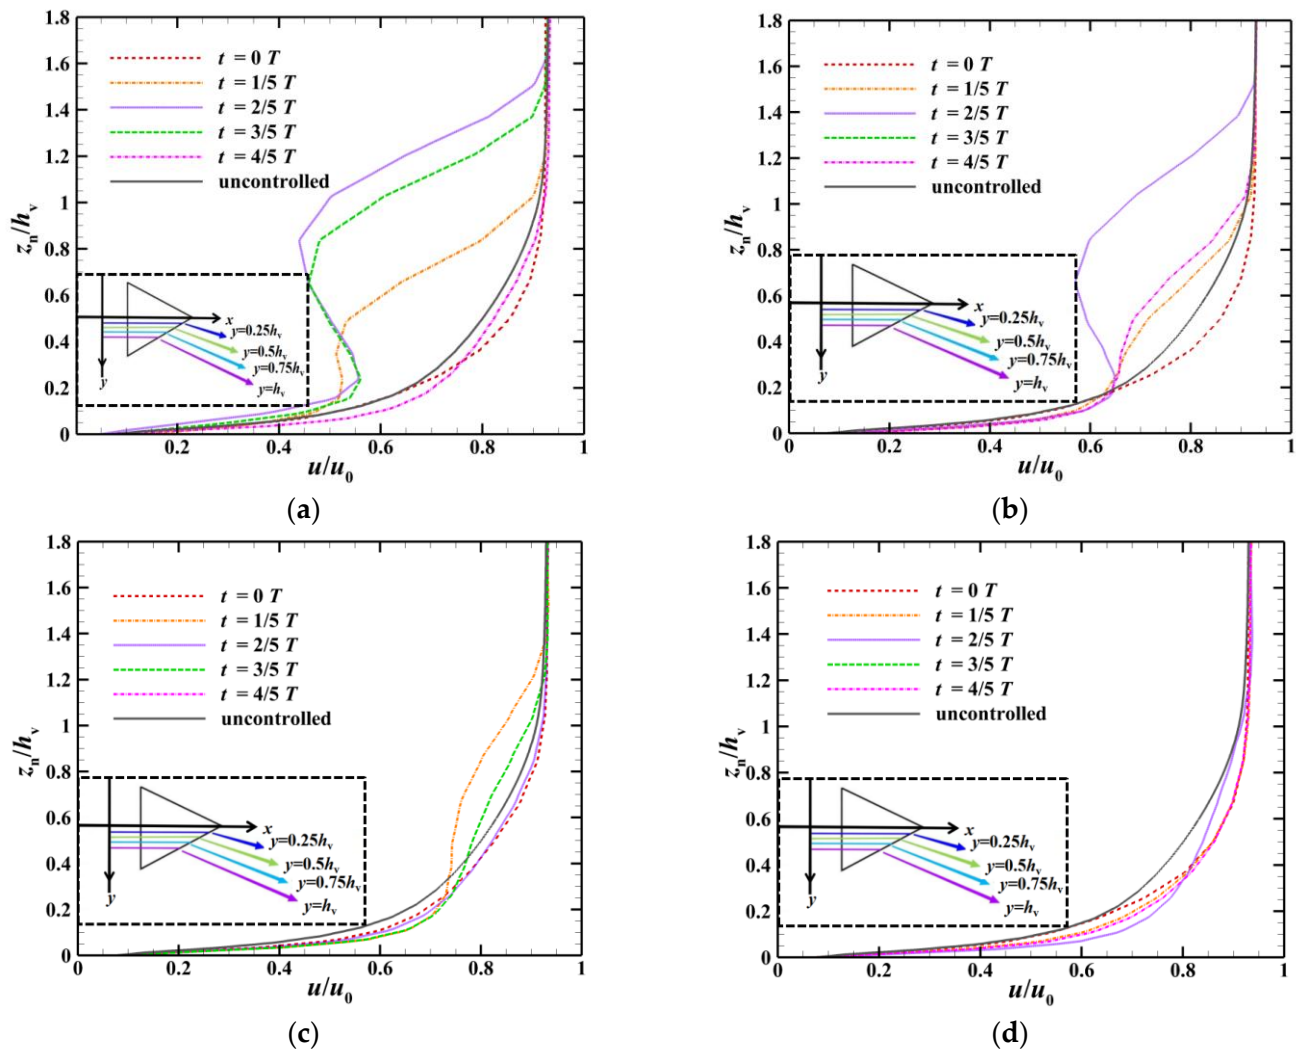 1.8
1.6
1.4
1.2
1
0.8
0.6
0.4
0.2
0
z_n/h_v
t = 0 T
t = 1/5 T
t = 2/5 T
t = 3/5 T
t = 4/5 T
uncontrolled
x
y=0.25h_v
y=0.5h_v
y=0.75h_v
y=h_v
y
0.2 0.4 0.6 0.8 1
u/u_0
(a)
1.8
1.6
1.4
1.2
1
0.8
0.6
0.4
0.2
0
z_n/h_v
t = 0 T
t = 1/5 T
t = 2/5 T
t = 3/5 T
t = 4/5 T
uncontrolled
x
y=0.25h_v
y=0.5h_v
y=0.75h_v
y=h_v
y
0 0.2 0.4 0.6 0.8 1
u/u_0
(b)
1.8
1.6
1.4
1.2
1
0.8
0.6
0.4
0.2
0
z_n/h_v
t = 0 T
t = 1/5 T
t = 2/5 T
t = 3/5 T
t = 4/5 T
uncontrolled
x
y=0.25h_v
y=0.5h_v
y=0.75h_v
y=h_v
y
0 0.2 0.4 0.6 0.8 1
u/u_0
(c)
1.8
1.6
1.4
1.2
1
0.8
0.6
0.4
0.2
0
z_n/h_v
t = 0 T
t = 1/5 T
t = 2/5 T
t = 3/5 T
t = 4/5 T
uncontrolled
x
y=0.25h_v
y=0.5h_v
y=0.75h_v
y=h_v
y
0.2 0.4 0.6 0.8 1
u/u_0
(d)